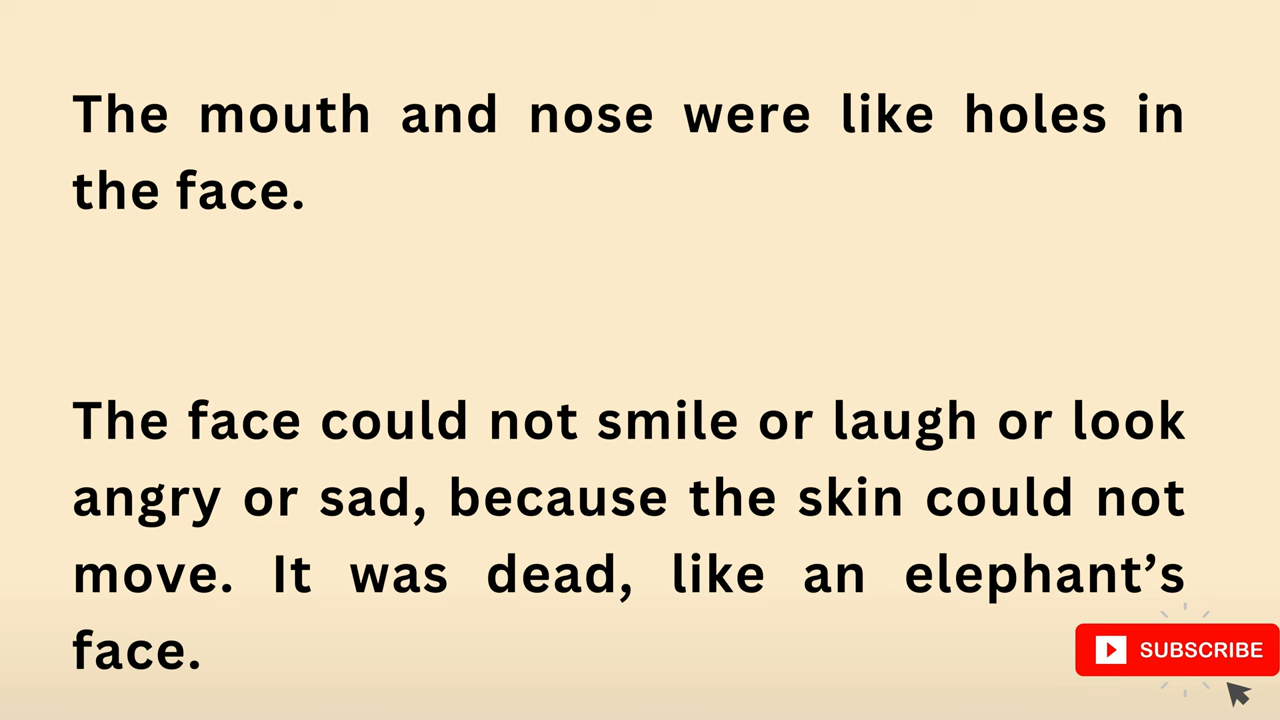 The mouth and nose were like holes in
the face.
The face could not smile or laugh or look
angry or sad, because the skin could not
move. It was dead, like an elephant’s
face.
SUBSCRIBE